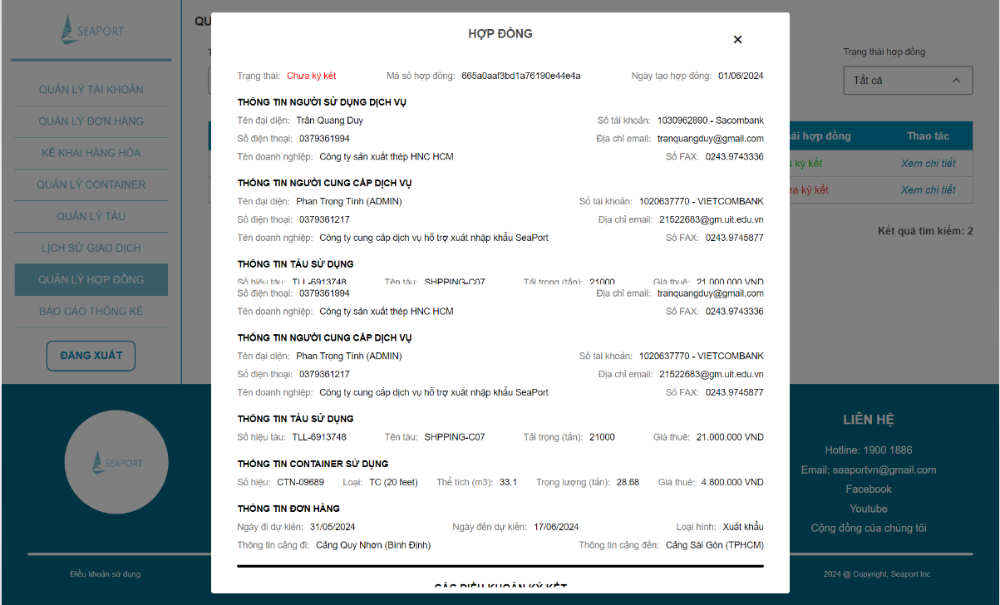 SEAPORT
QUẢN LÝ TÀI KHOẢN
QUẢN LÝ ĐƠN HÀNG
KÊ KHAI HÀNG HÓA
QUẢN LÝ CONTAINER
QUẢN LÝ TÀU
LỊCH SỬ GIAO DỊCH
QUẢN LÝ HỢP ĐỒNG
BÁO CÁO THỐNG KÊ
ĐĂNG XUẤT
QU
HỢP ĐỒNG
×
Trạng thái: Chưa ký kết Mã số hợp đồng: 665a0aaf3bd1a76190e44e4a Ngày tạo hợp đồng: 01/06/2024
THÔNG TIN NGƯỜI SỬ DỤNG DỊCH VỤ
Tên đại diện: Trần Quang Duy Số tài khoản: 1030962890 - Sacombank
Số điện thoại: 0379361994 Địa chỉ email: tranquangduy@gmail.com
Tên doanh nghiệp: Công ty sản xuất thép HNC HCM Số FAX: 0243.9743336
THÔNG TIN NGƯỜI CUNG CẤP DỊCH VỤ
Tên đại diện: Phan Trọng Tính (ADMIN) Số tài khoản: 1020637770 - VIETCOMBANK
Số điện thoại: 0379361217 Địa chỉ email: 21522683@gm.uit.edu.vn
Tên doanh nghiệp: Công ty cung cấp dịch vụ hỗ trợ xuất nhập khẩu SeaPort Số FAX: 0243.9745877
THÔNG TIN TÀU SỬ DỤNG
Số hiệu tàu: TLL-6913748 Tên tàu: SHPPING-C07 Tải trọng (tấn): 21000 Giá thuê: 21.000.000 VND
Số điện thoại: 0379361994 Địa chỉ email: tranquangduy@gmail.com
Tên doanh nghiệp: Công ty sản xuất thép HNC HCM Số FAX: 0243.9743336
THÔNG TIN NGƯỜI CUNG CẤP DỊCH VỤ
Tên đại diện: Phan Trọng Tính (ADMIN) Số tài khoản: 1020637770 - VIETCOMBANK
Số điện thoại: 0379361217 Địa chỉ email: 21522683@gm.uit.edu.vn
Tên doanh nghiệp: Công ty cung cấp dịch vụ hỗ trợ xuất nhập khẩu SeaPort Số FAX: 0243.9745877
THÔNG TIN TÀU SỬ DỤNG
Số hiệu tàu: TLL-6913748 Tên tàu: SHPPING-C07 Tải trọng (tấn): 21000 Giá thuê: 21.000.000 VND
THÔNG TIN CONTAINER SỬ DỤNG
Số hiệu: CTN-09689 Loại: TC (20 feet) Thể tích (m3): 33.1 Trọng lượng (tấn): 28.68 Giá thuê: 4.800.000 VND
THÔNG TIN ĐƠN HÀNG
Ngày đi dự kiến: 31/05/2024 Ngày đến dự kiến: 17/06/2024 Loại hình: Xuất khẩu
Thông tin cảng đi: Cảng Quy Nhơn (Bình Định) Thông tin cảng đến: Cảng Sài Gòn (TPHCM)
CÁC ĐIỀU KHOẢN KÝ KẾT
Trạng thái hợp đồng
Tất cả
ái hợp đồng Thao tác
ký kết Xem chi tiết
ưa ký kết Xem chi tiết
Kết quả tìm kiếm: 2
SEAPORT
LIÊN HỆ
Hotline: 1900 1886
Email: seaportvn@gmail.com
Facebook
Youtube
Cộng đồng của chúng tôi
Điều khoản sử dụng
2024 @ Copyright, Seaport Inc